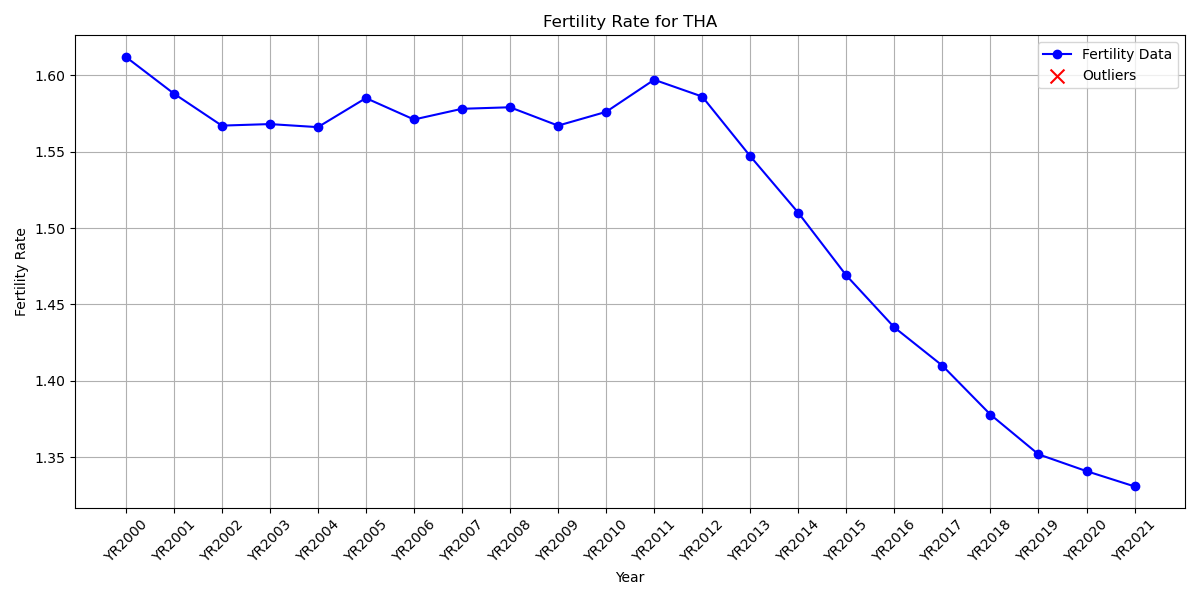 Fertility Rate for THA
Fertility Data
Outliers
Fertility Rate
1.60
1.55
1.50
1.45
1.40
1.35
YR2000
YR2001
YR2002
YR2003
YR2004
YR2005
YR2006
YR2007
YR2008
YR2009
YR2010
YR2011
YR2012
YR2013
YR2014
YR2015
YR2016
YR2017
YR2018
YR2019
YR2020
YR2021
Year